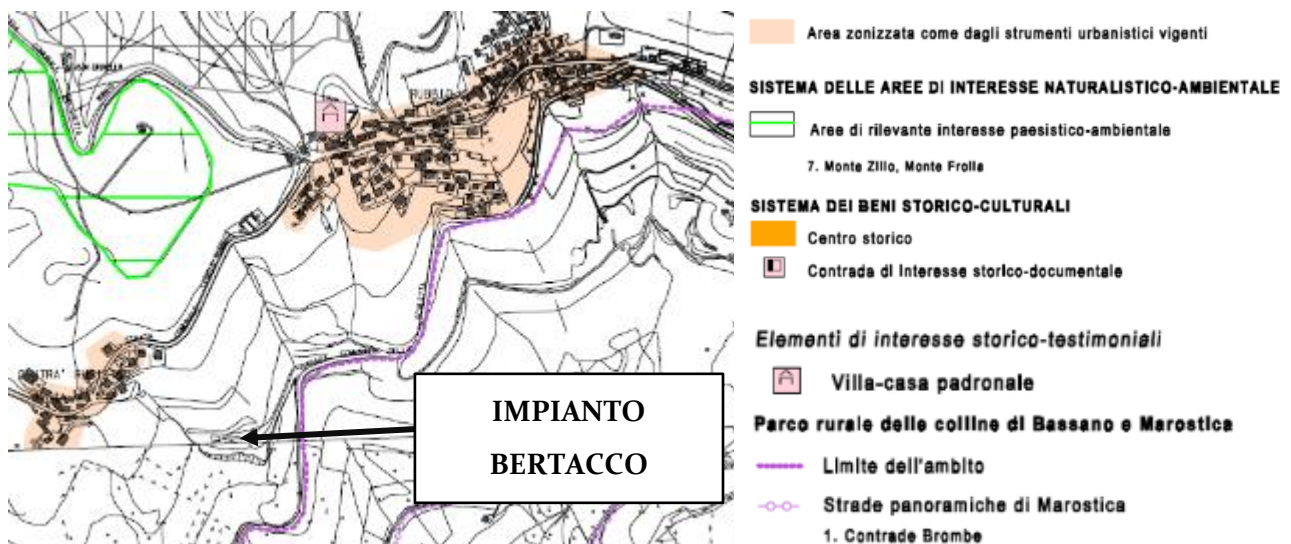 RUBBIO
IMPIANTO
BERTACCO
Area zonizzata come dagli strumenti urbanistici vigenti
SISTEMA DELLE AREE DI INTERESSE NATURALISTICO-AMBIENTALE
Aree di rilevante interesse paesistico-ambientale
7. Monte Zillo, Monte Frolla
SISTEMA DEI BENI STORICO-CULTURALI
Centro storico
Contrada di Interesse storico-documentale
Elementi di interesse storico-testimoniali
Villa-casa padronale
Parco rurale delle colline di Bassano e Marostica
Limite dell'ambito
Strade panoramiche di Marostica
1. Contrade Brombe